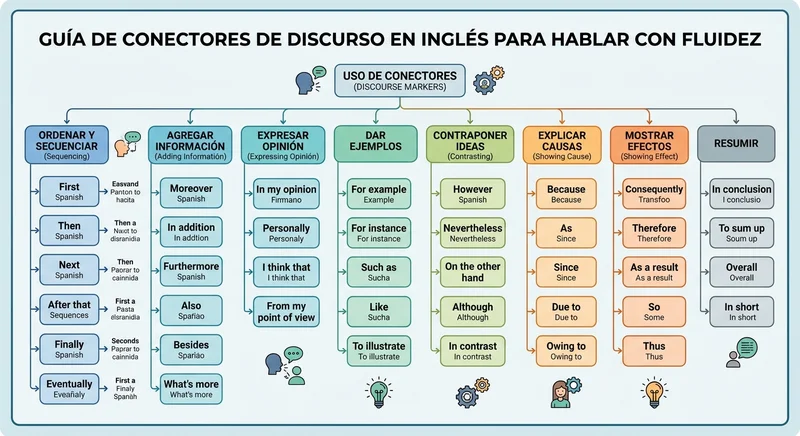 GUÍA DE CONECTORES DE DISCURSO EN INGLÉS PARA HABLAR CON FLUIDEZ
USO DE CONECTORES
(DISCOURSE MARKERS)
ORDENAR Y
SECUENCIAR
(Sequencing)
First
Spanish
Easvand
Panton to
hacita
Then
Spanish
Then a
Naxıt to
disranidia
Next
Spanish
Then
Paorar to
cainnida
After that
Sequences
First a
Pasta
elsranidia
Finally
Spanish
Seconds
Paprar to
cainnida
Eventually
Eveañaly
First a
Finaly
Spanòh
AGREGAR
INFORMACIÓN
(Adding Information)
Moreover
Spanish
In addition
In addtion
Furthermore
Spanish
Also
Spañao
Besides
Spariao
What's more
What's more
EXPRESAR
OPINIÓN
(Expressing Opinión)
In my opinion
Firmano
Personally
Personaly
I think that
I think that
From my
point of view
DAR
EJEMPLOS
For example
Example
For instance
For instance
Such as
Sucha
Like
Sucha
To illustrate
To illustrate
CONTRAPONER
IDEAS
(Contrasting)
However
Spanish
Nevertheless
Nevertheless
On the other
hand
Although
Although
In contrast
In contrast
EXPLICAR
CAUSAS
(Showing Cause)
Because
Because
As
Since
Since
Since
Due to
Due to
Owing to
Owing to
MOSTRAR
EFECTOS
(Showing Effect)
Consequently
Transfoo
Therefore
Therefore
As a result
As a result
So
Some
Thus
Thus
RESUMIR
In conclusion
I conclusio
To sum up
Soum up
Overall
Overall
In short
In short